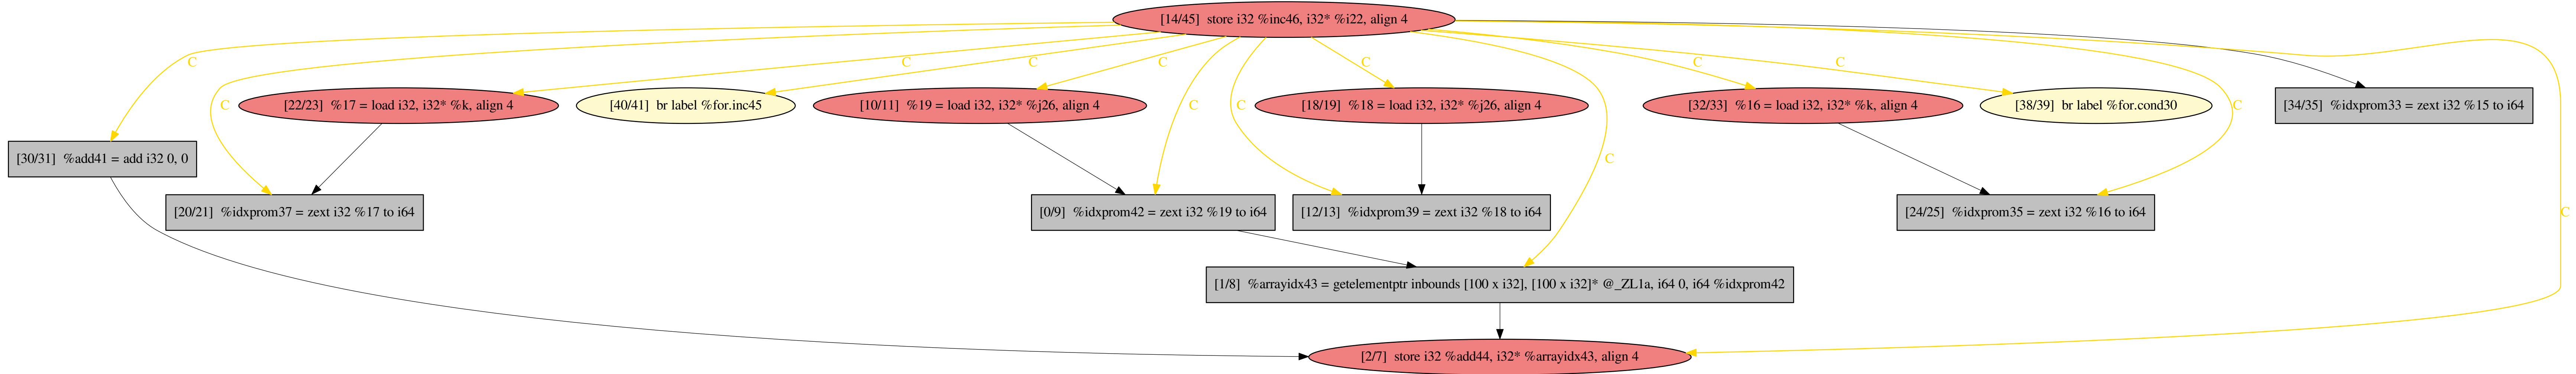 [14/45]  store i32 %inc46, i32* %i22, align 4
C
C
C
C
C
C
C
C
C
C
C
C
C
C
[22/23]  %17 = load i32, i32* %k, align 4
[40/41]  br label %for.inc45
[10/11]  %19 = load i32, i32* %j26, align 4
[18/19]  %18 = load i32, i32* %j26, align 4
[32/33]  %16 = load i32, i32* %k, align 4
[38/39]  br label %for.cond30
[34/35]  %idxprom33 = zext i32 %15 to i64
[30/31]  %add41 = add i32 0, 0
[20/21]  %idxprom37 = zext i32 %17 to i64
[0/9]  %idxprom42 = zext i32 %19 to i64
[12/13]  %idxprom39 = zext i32 %18 to i64
[24/25]  %idxprom35 = zext i32 %16 to i64
[1/8]  %arrayidx43 = getelementptr inbounds [100 x i32], [100 x i32]* @_ZL1a, i64 0, i64 %idxprom42
[2/7]  store i32 %add44, i32* %arrayidx43, align 4